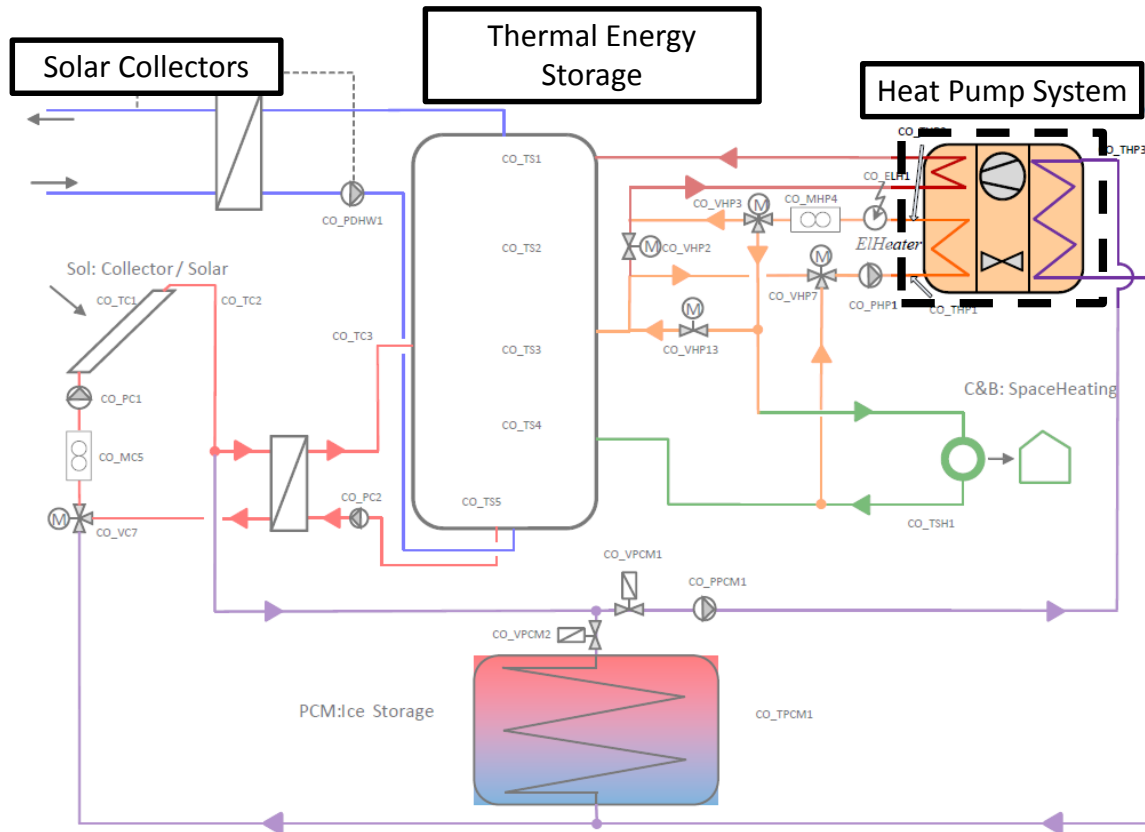 Solar Collectors
Thermal Energy
Storage
Heat Pump System
CO_THP3
CO_TS1
CO_ELH1
CO_PDHW1
CO_VHP3
M
CO_MHP4
CO_TS2
M
CO_VHP2
ElHeater
M
Sol: Collector / Solar
CO_TC1
CO_TC2
CO_VHP7
CO_PHP1
CO_THP1
CO_TC3
CO_TS3
M
CO_VHP13
CO_PC1
C&B: SpaceHeating
CO_TS4
CO_MC5
CO_TS5
CO_PC2
M
CO_VC7
CO_TSH1
CO_VPCM1
CO_PPCM1
CO_VPCM2
PCM:Ice Storage
CO_TPCM1